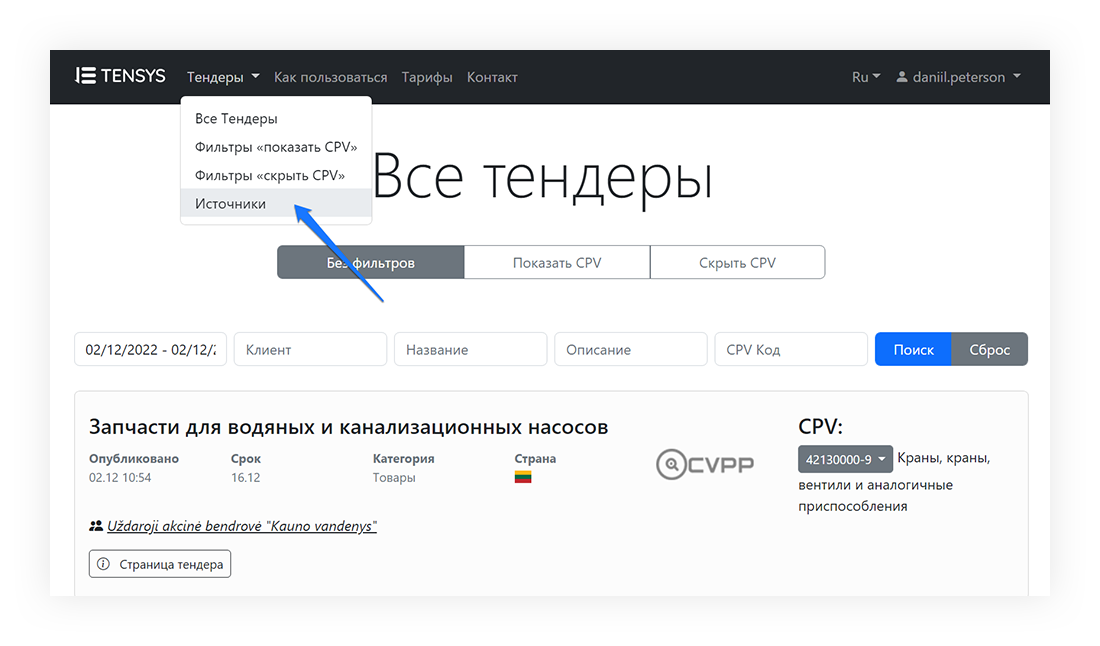 TENSYS Тендеры Как пользоваться Тарифы Контакт Ru daniil.peterson
Все Тендеры
Фильтры «показать CPV»
Фильтры «скрыть CPV»
Источники
Все тендеры
Без фильтров Показать CPV Скрыть CPV
02/12/2022 - 02/12/2 Клиент Название Описание CPV Код Поиск Сброс
Запчасти для водяных и канализационных насосов
Опубликовано Срок Категория Страна
02.12 10:54 16.12 Товары
CVPP
CPV:
42130000-9 Краны, краны,
вентили и аналогичные
приспособления
Uždaroji akcinė bendrovė "Kauno vandenys"
Страница тендера